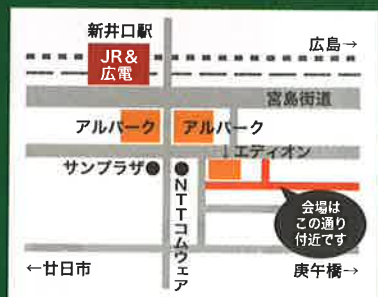 新井口駅
広島→
JR&
広電
宮島街道
アルパーク
アルパーク
↓エディオン
サンプラザ
NTTコムウェア
会場は
この通り
付近です
←廿日市
庚午橋→